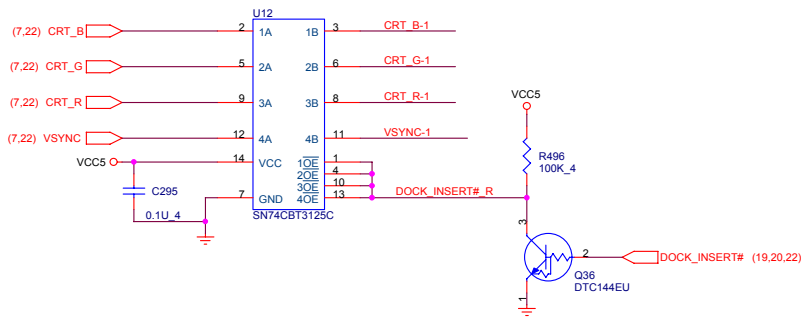 U12
(7,22) CRT_B 2 1A 1B 3 CRT_B-1
(7,22) CRT_G 5 2A 2B 6 CRT_G-1
(7,22) CRT_R 9 3A 3B 8 CRT_R-1
VCC5
(7,22) VSYNC 12 4A 4B 11 VSYNC-1
R496
100K_4
VCC5 14 VCC 1OE 1
2OE 4
C295 3OE 10
7 GND 4OE 13 DOCK_INSERT#_R
0.1U_4 SN74CBT3125C
3
2 DOCK_INSERT# (19,20,22)
Q36
DTC144EU
1